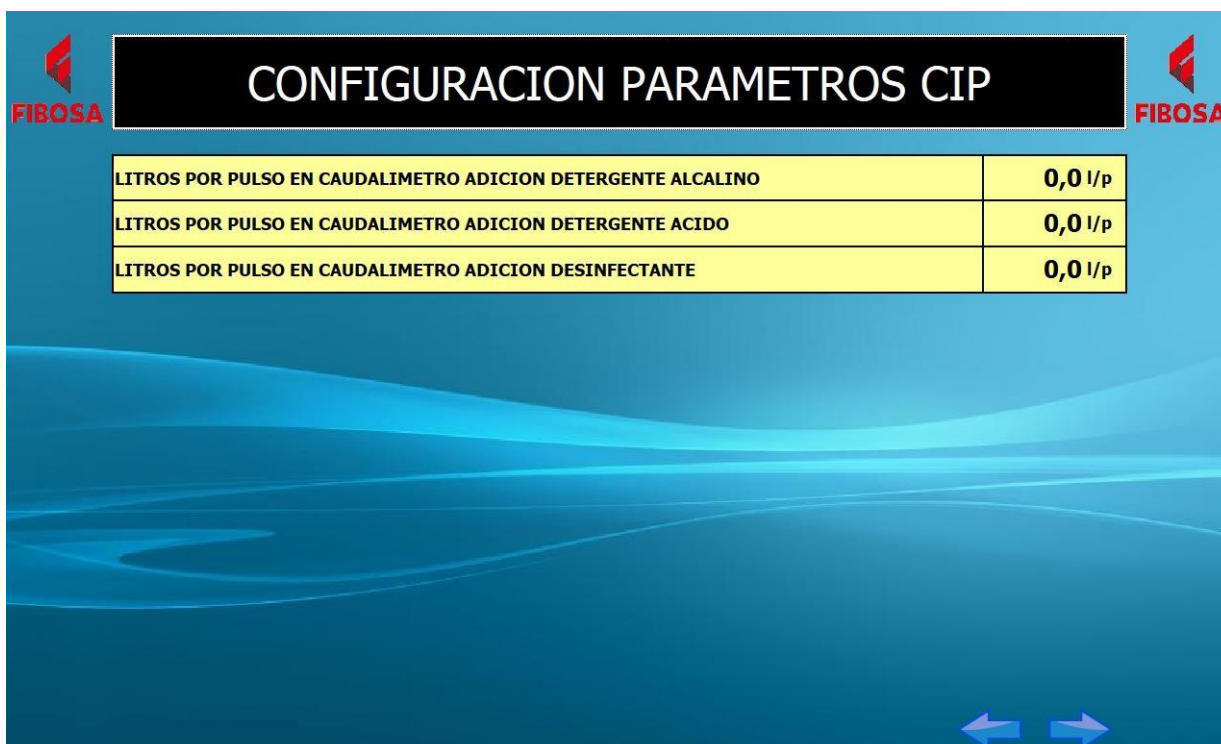 FIBOSA
CONFIGURACION PARAMETROS CIP
FIBOSA
LITROS POR PULSO EN CAUDALIMETRO ADICION DETERGENTE ALCALINO 0,0 l/p
LITROS POR PULSO EN CAUDALIMETRO ADICION DETERGENTE ACIDO 0,0 l/p
LITROS POR PULSO EN CAUDALIMETRO ADICION DESINFECTANTE 0,0 l/p